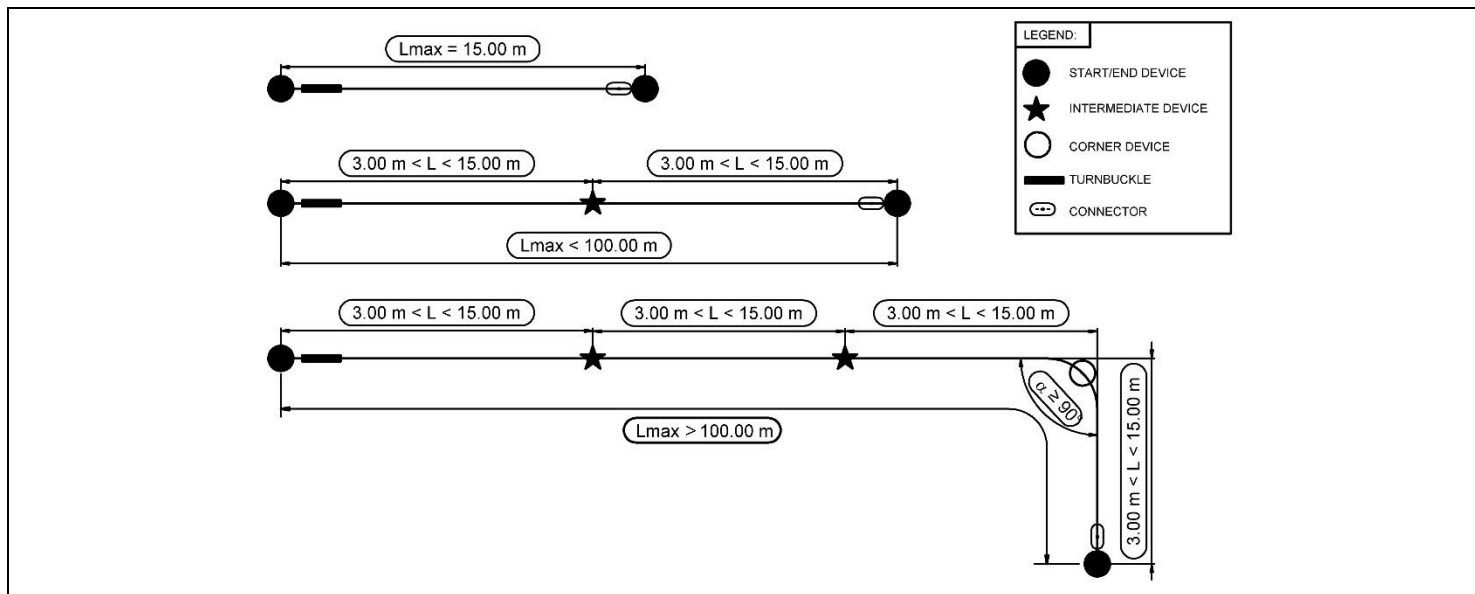 Lmax = 15.00 m
LEGEND:
START/END DEVICE
INTERMEDIATE DEVICE
CORNER DEVICE
TURNBUCKLE
CONNECTOR
3.00 m < L < 15.00 m
3.00 m < L < 15.00 m
Lmax < 100.00 m
3.00 m < L < 15.00 m
3.00 m < L < 15.00 m
3.00 m < L < 15.00 m
α ≥ 90°
3.00 m < L < 15.00 m
Lmax > 100.00 m